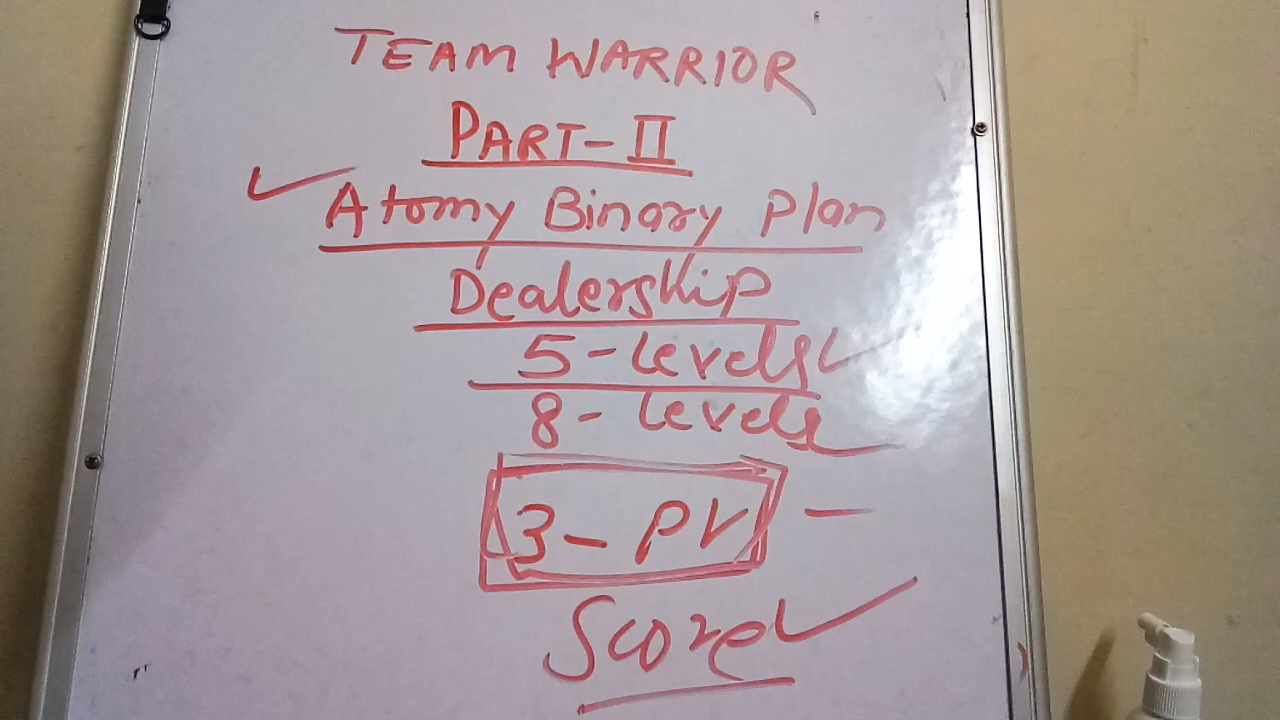 TEAM WARRIOR
PART-II
Atomy Binary Plan
Dealership
5-Levels
8-Levels
3-PV
Score